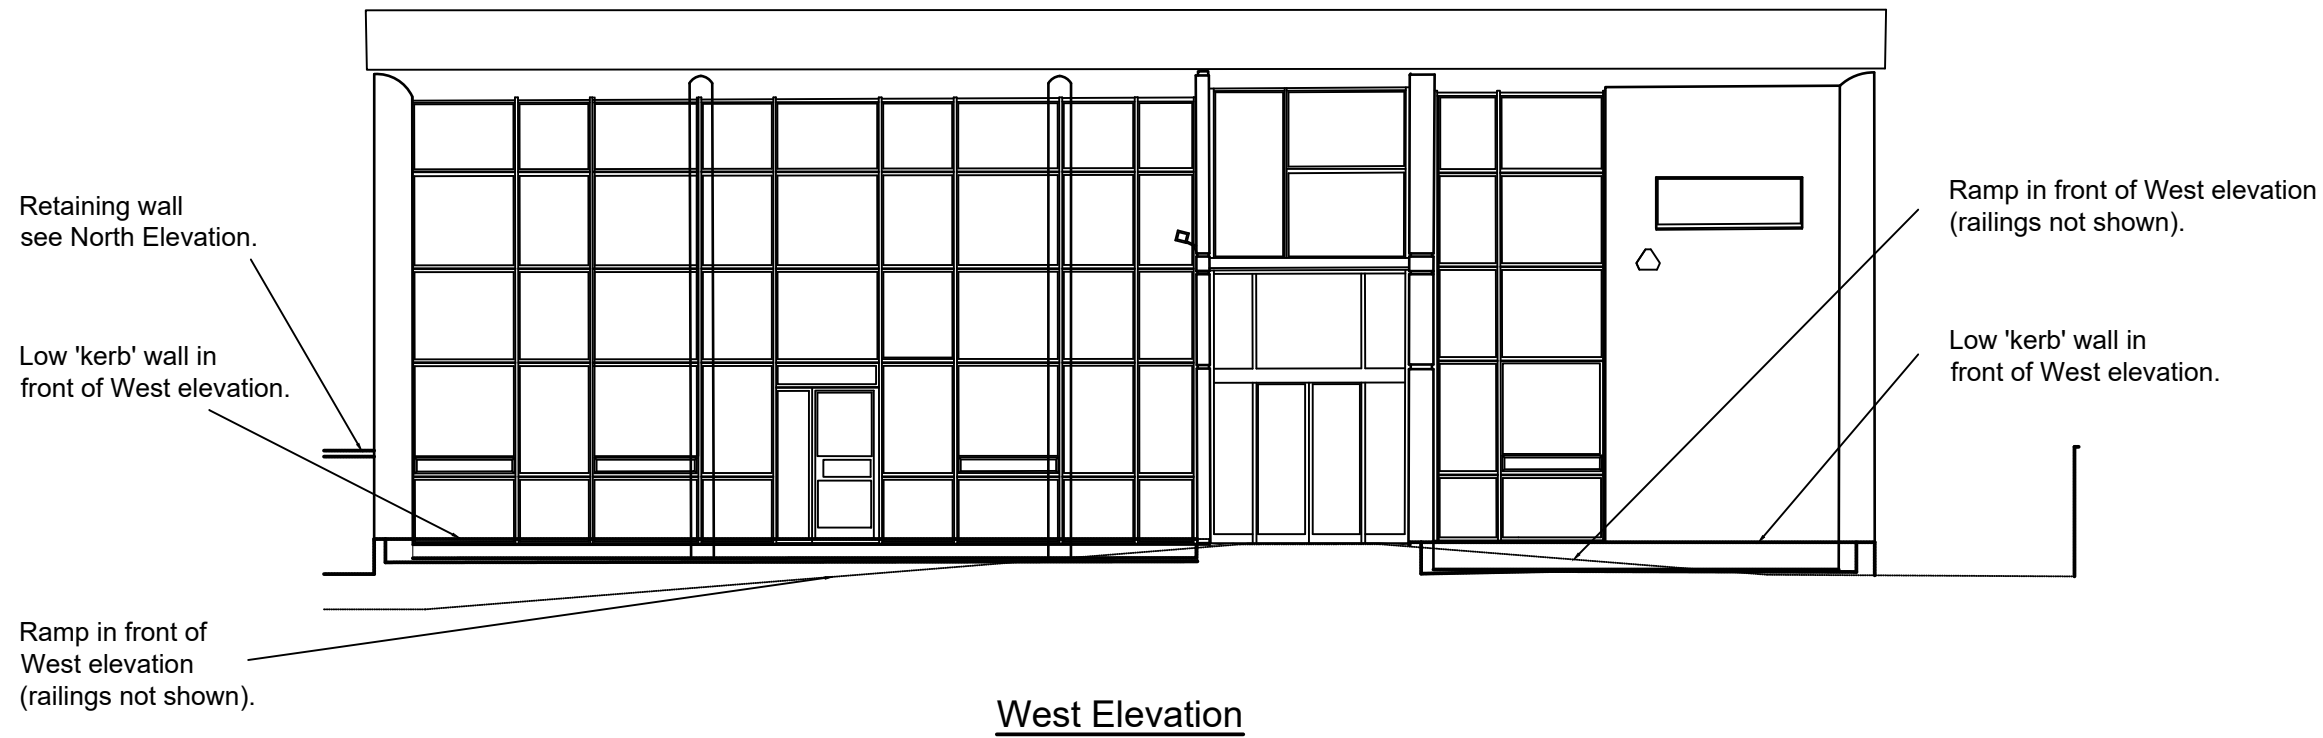 Retaining wall
see North Elevation.
Low 'kerb' wall in
front of West elevation.
Ramp in front of
West elevation
(railings not shown).
Ramp in front of West elevation
(railings not shown).
Low 'kerb' wall in
front of West elevation.
West Elevation